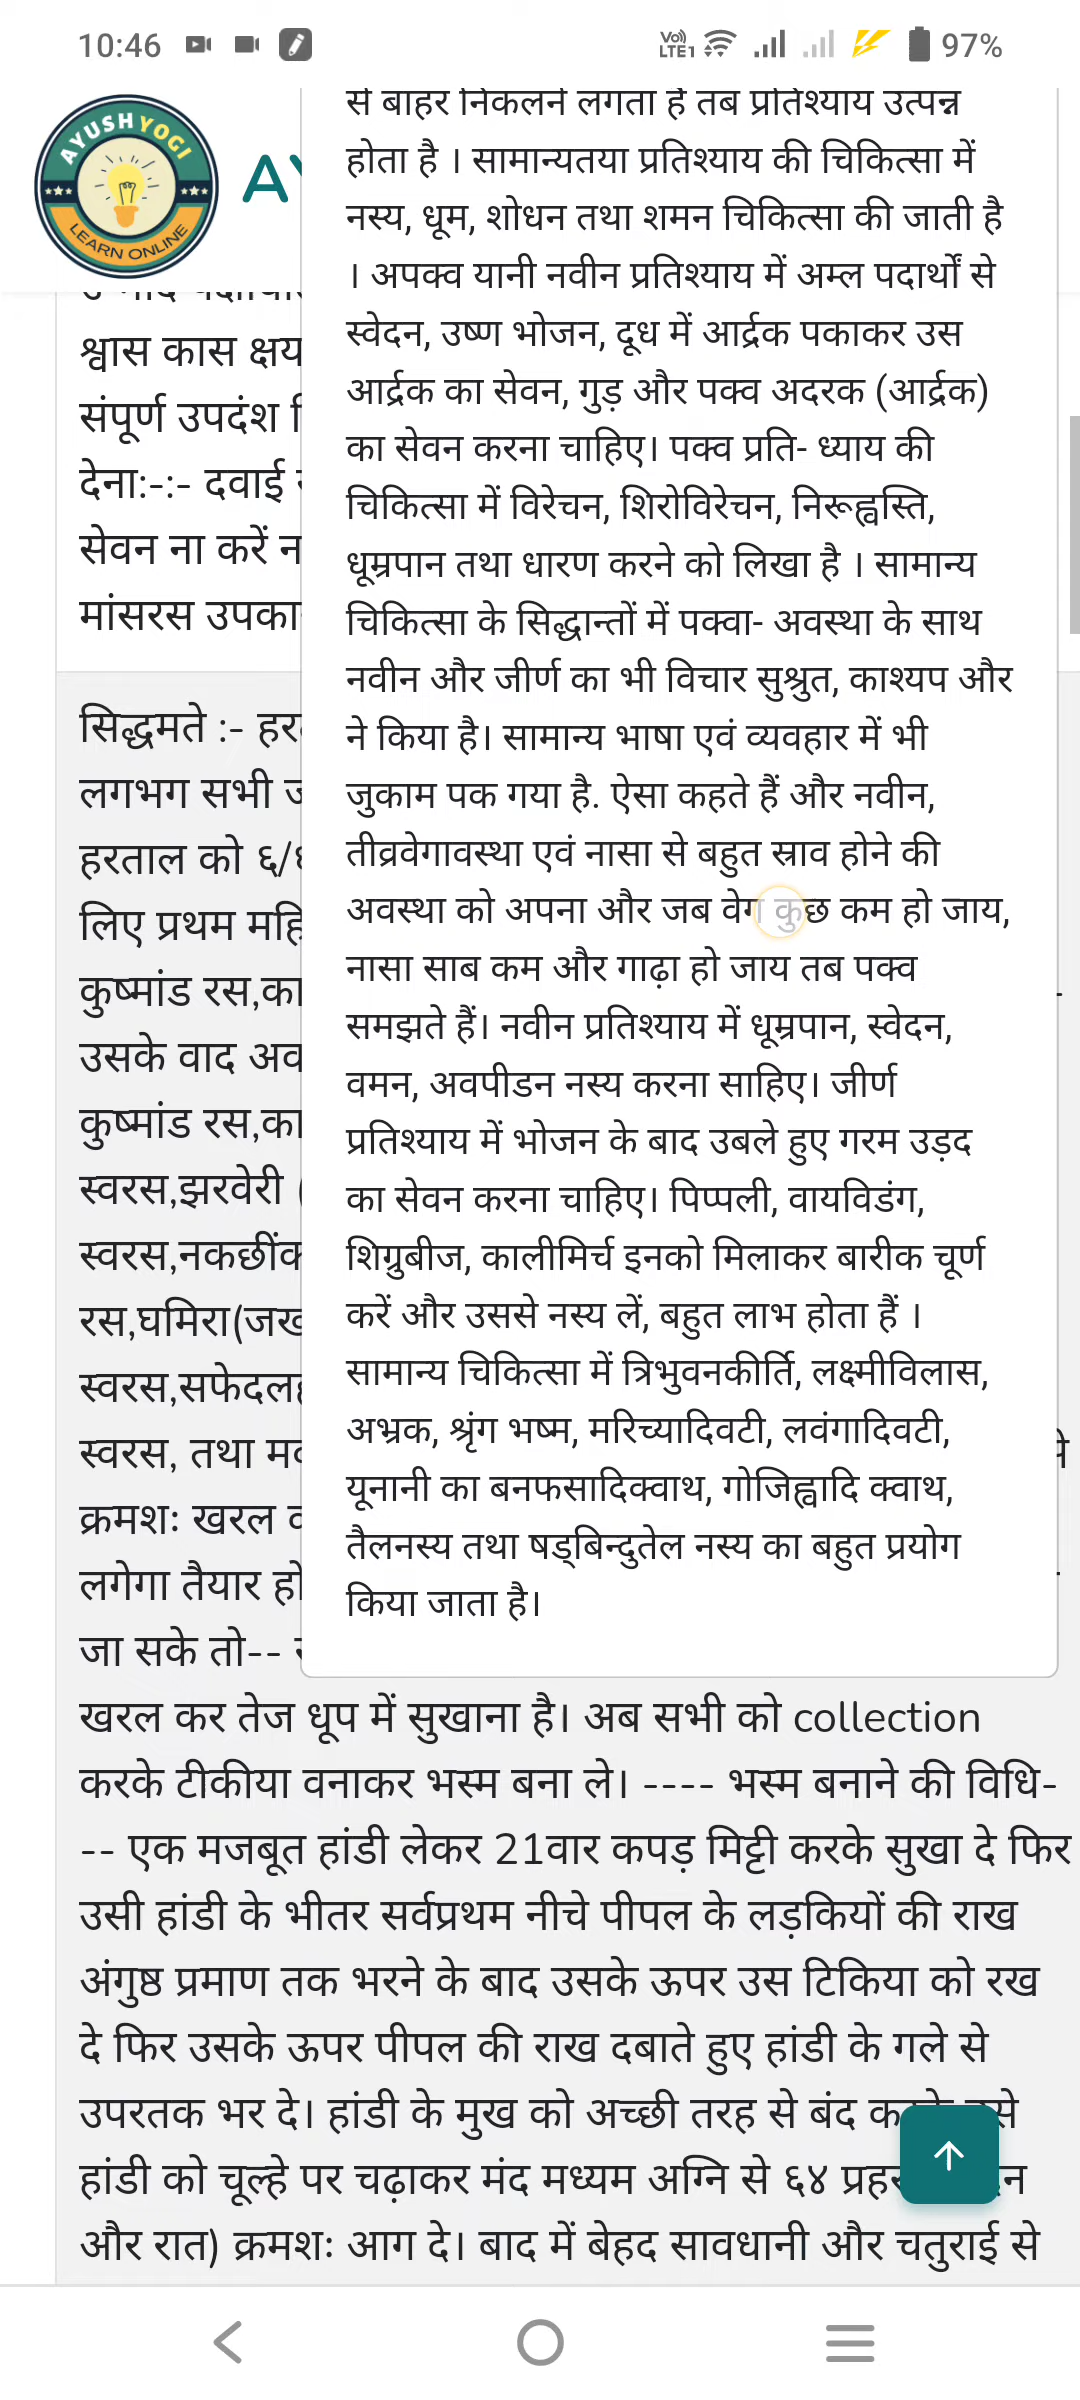 10:46
Vo)) LTE1
97%
AYUSHYOGI
LEARN ONLINE
AY
से बाहर निकलने लगता है तब प्रतिश्याय उत्पन्न
होता है । सामान्यतया प्रतिश्याय की चिकित्सा में
नस्य, धूम, शोधन तथा शमन चिकित्सा की जाती है
। अपक्व यानी नवीन प्रतिश्याय में अम्ल पदार्थों से
स्वेदन, उष्ण भोजन, दूध में आर्द्रक पकाकर उस
आर्द्रक का सेवन, गुड़ और पक्व अदरक (आर्द्रक)
का सेवन करना चाहिए। पक्व प्रति- ध्याय की
चिकित्सा में विरेचन, शिरोविरेचन, निरूह्वस्ति,
धूम्रपान तथा धारण करने को लिखा है । सामान्य
चिकित्सा के सिद्धान्तों में पक्वा- अवस्था के साथ
नवीन और जीर्ण का भी विचार सुश्रुत, काश्यप और
ने किया है। सामान्य भाषा एवं व्यवहार में भी
जुकाम पक गया है. ऐसा कहते हैं और नवीन,
तीव्रवेगावस्था एवं नासा से बहुत स्राव होने की
अवस्था को अपना और जब वेग कुछ कम हो जाय,
नासा साब कम और गाढ़ा हो जाय तब पक्व
समझते हैं। नवीन प्रतिश्याय में धूम्रपान, स्वेदन,
वमन, अवपीडन नस्य करना साहिए। जीर्ण
प्रतिश्याय में भोजन के बाद उबले हुए गरम उड़द
का सेवन करना चाहिए। पिप्पली, वायविडंग,
शिग्रुबीज, कालीमिर्च इनको मिलाकर बारीक चूर्ण
करें और उससे नस्य लें, बहुत लाभ होता हैं ।
सामान्य चिकित्सा में त्रिभुवनकीर्ति, लक्ष्मीविलास,
अभ्रक, श्रृंग भष्म, मरिच्यादिवटी, लवंगादिवटी,
यूनानी का बनफसादिक्वाथ, गोजिह्वादि क्वाथ,
तैलनस्य तथा षड्बिन्दुतेल नस्य का बहुत प्रयोग
किया जाता है।
श्वास कास क्षय
संपूर्ण उपदंश
देना:-:- दवाई
सेवन ना करें
मांसरस
सिद्धमते :-
लगभग सभी
हरताल को
लिए प्रथम
कुष्मांड रस,
उसके वाद
कुष्मांड रस,
स्वरस,झरवेरी (
स्वरस,
रस,घमिरा(
स्वरस,
स्वरस, तथा
क्रमशः खरल
लगेगा तैयार
जा सके तो--
खरल कर तेज धूप में सुखाना है। अब सभी को collection
करके टीकीया वनाकर भस्म बना ले। ---- भस्म बनाने की विधि-
-- एक मजबूत हांडी लेकर 21वार कपड़ मिट्टी करके सुखा दे फिर
उसी हांडी के भीतर सर्वप्रथम नीचे पीपल के लड़कियों की राख
अंगुष्ठ प्रमाण तक भरने के बाद उसके ऊपर उस टिकिया को रख
दे फिर उसके ऊपर पीपल की राख दबाते हुए हांडी के गले से
उपरतक भर दे। हांडी के मुख को अच्छी तरह से बंद
हांडी को चूल्हे पर चढ़ाकर मंद मध्यम अग्नि से ६४
और रात) क्रमशः आग दे। बाद में बेहद सावधानी और चतुराई से